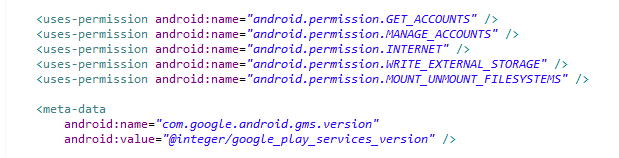 <uses-permission android:name="android.permission.GET_ACCOUNTS" />
<uses-permission android:name="android.permission.MANAGE_ACCOUNTS" />
<uses-permission android:name="android.permission.INTERNET" />
<uses-permission android:name="android.permission.WRITE_EXTERNAL_STORAGE" />
<uses-permission android:name="android.permission.MOUNT_UNMOUNT_FILESYSTEMS" />
<meta-data
android:name="com.google.android.gms.version"
android:value="@integer/google_play_services_version" />